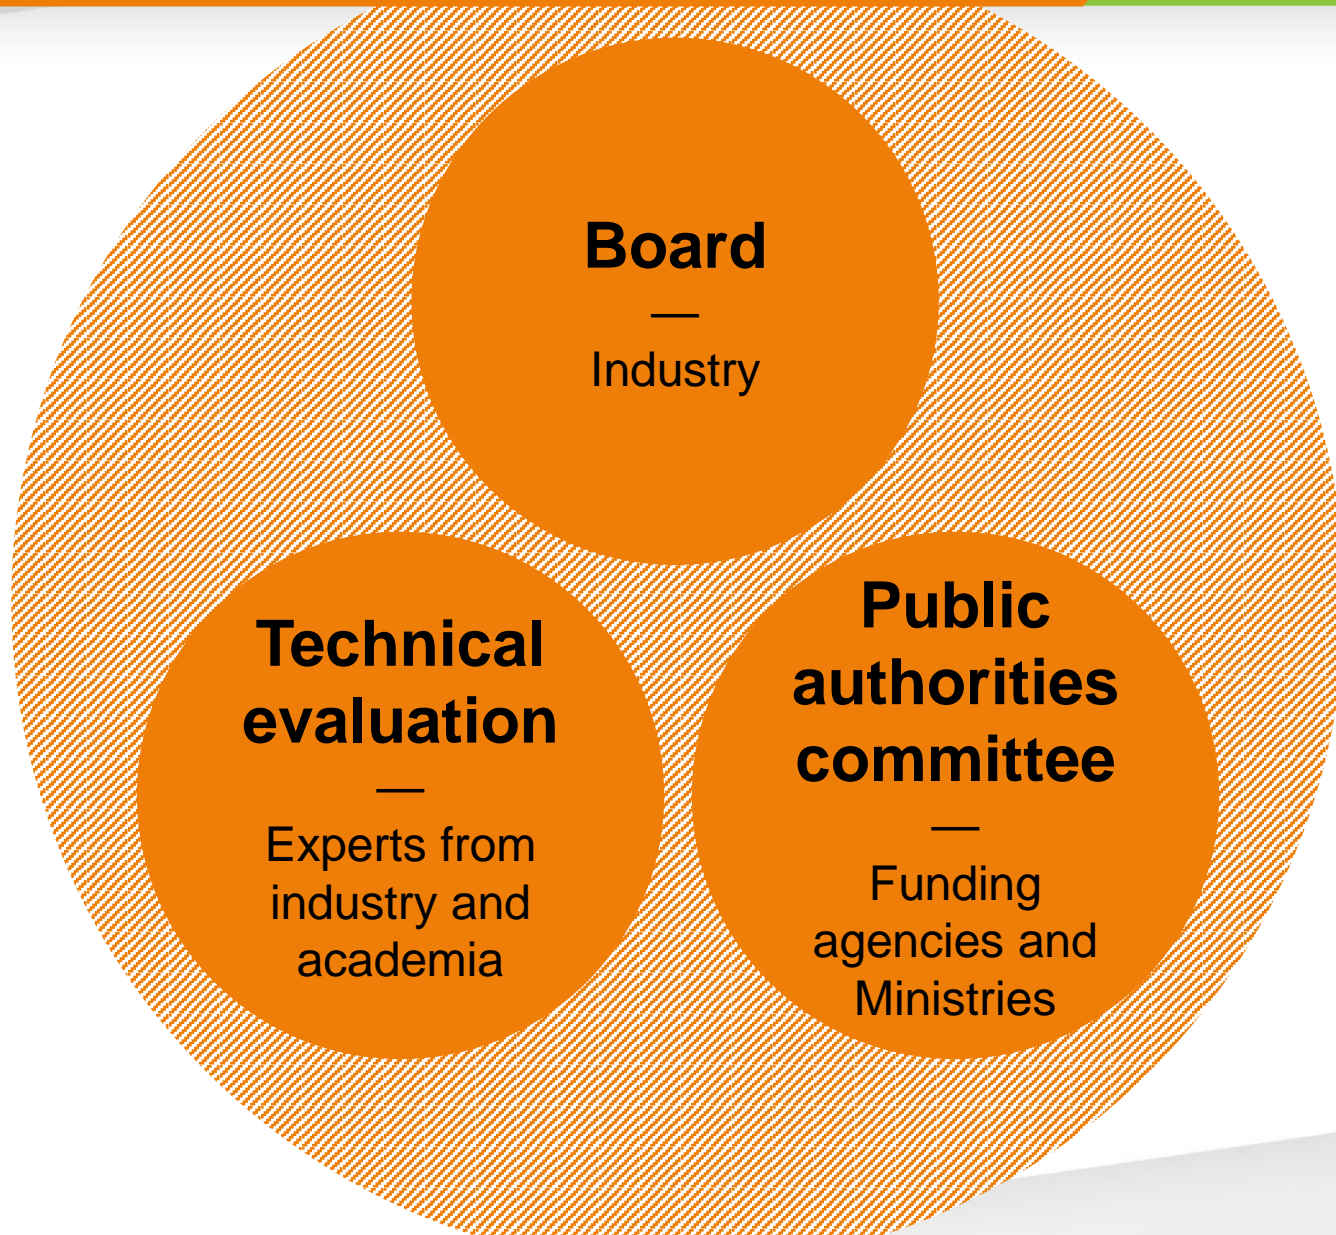 Board
—
Industry
Technical
evaluation
—
Experts from
industry and
academia
Public
authorities
committee
—
Funding
agencies and
Ministries